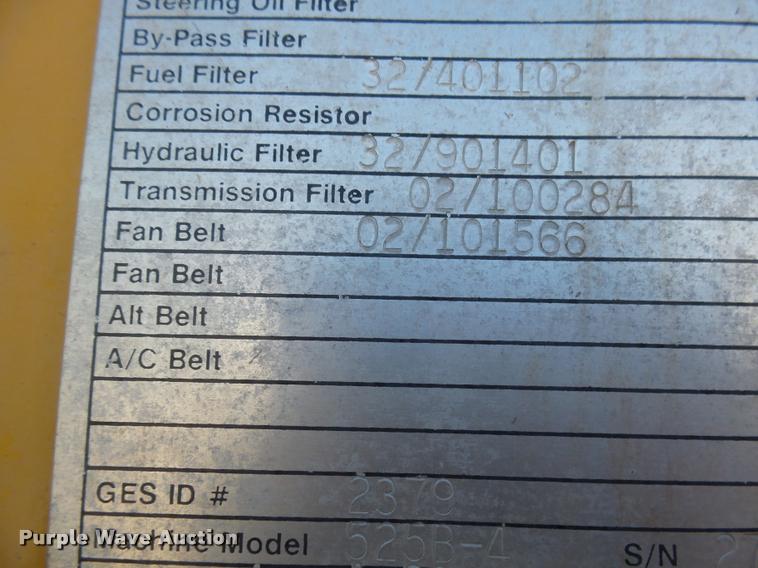 Steering Oil Filter
By-Pass Filter
Fuel Filter 32/401102
Corrosion Resistor
Hydraulic Filter 32/901401
Transmission Filter 02/100284
Fan Belt 02/101566
Fan Belt
Alt Belt
A/C Belt
GES ID # 2379
Machine Model 525B-4 S/N
Purple Wave Auction